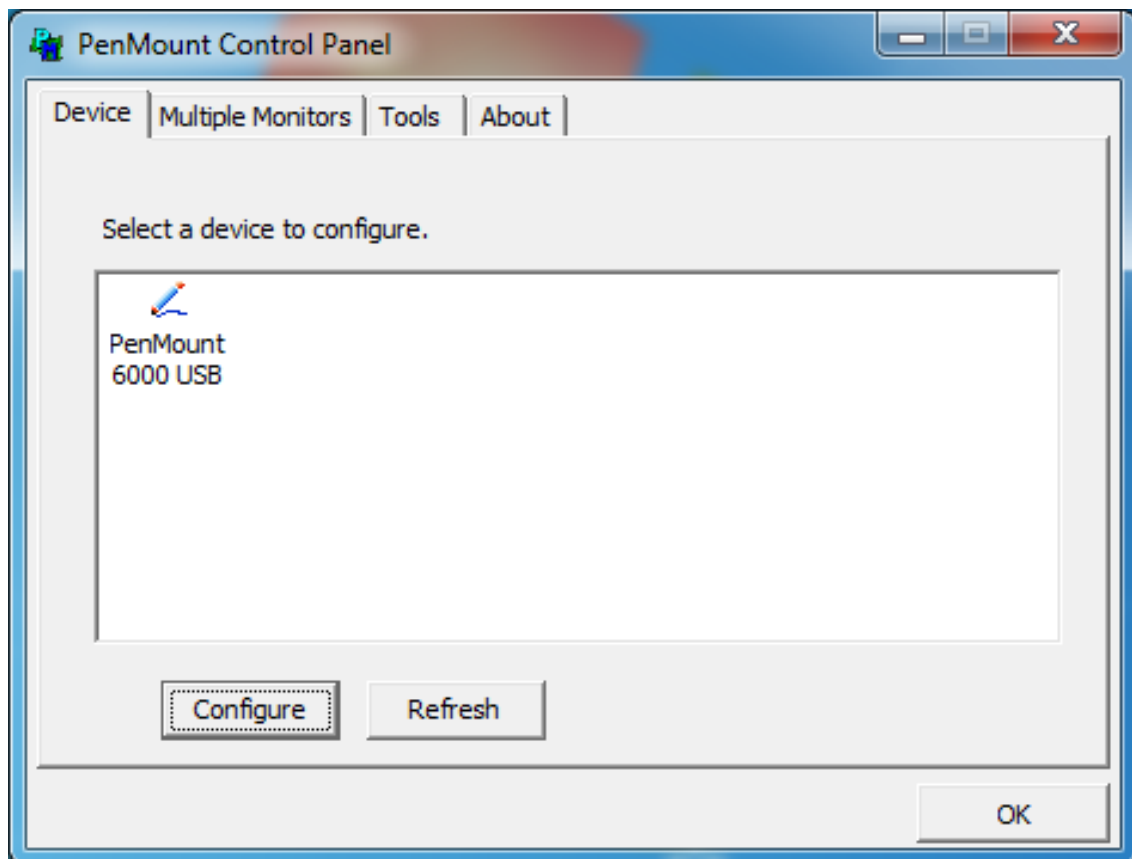 PenMount Control Panel
Device Multiple Monitors Tools About
Select a device to configure.
PenMount
6000 USB
Configure Refresh
OK